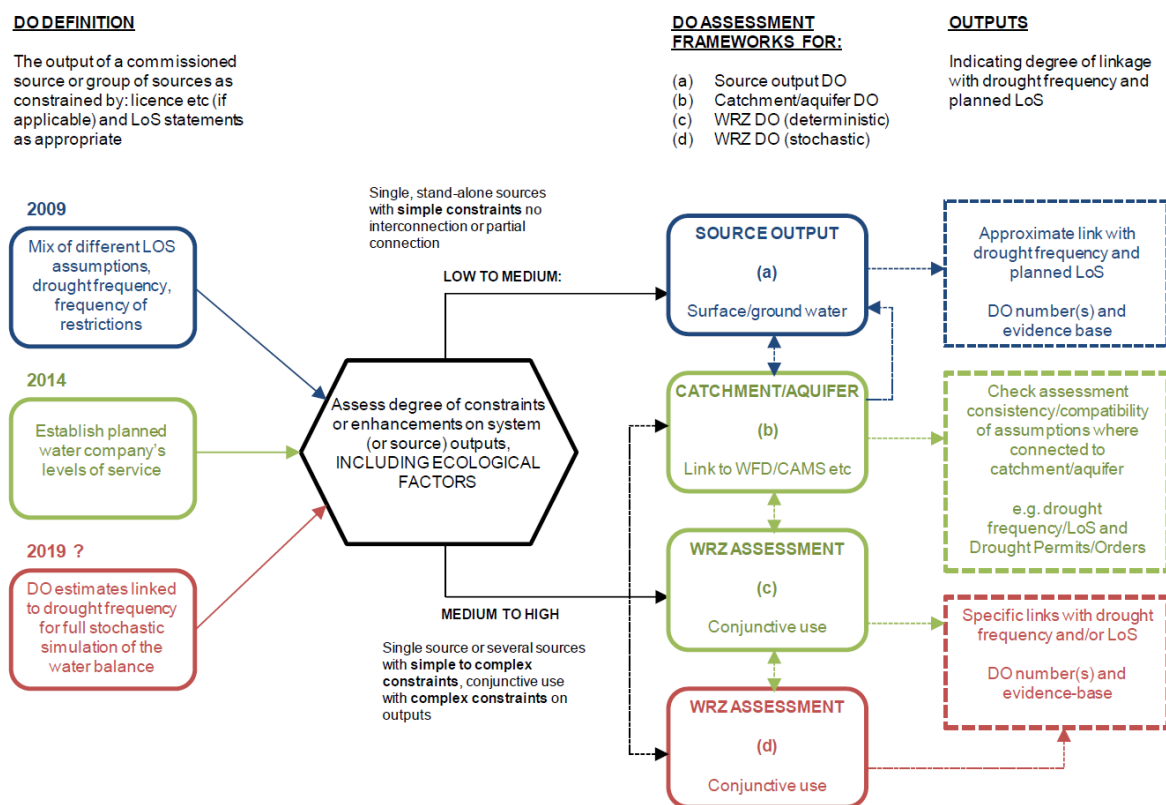 DO DEFINITION
The output of a commissioned
source or group of sources as
constrained by: licence etc (if
applicable) and LoS statements
as appropriate
DO ASSESSMENT
FRAMEWORKS FOR:
(a) Source output DO
(b) Catchment/aquifer DO
(c) WRZ DO (deterministic)
(d) WRZ DO (stochastic)
OUTPUTS
Indicating degree of linkage
with drought frequency and
planned LoS
2009
Mix of different LOS
assumptions,
drought frequency,
frequency of
restrictions
2014
Establish planned
water company's
levels of service
2019 ?
DO estimates linked
to drought frequency
for full stochastic
simulation of the
water balance
Single, stand-alone sources
with simple constraints no
interconnection or partial
connection
LOW TO MEDIUM:
Assess degree of constraints
or enhancements on system
(or source) outputs,
INCLUDING ECOLOGICAL
FACTORS
MEDIUM TO HIGH
Single source or several sources
with simple to complex
constraints, conjunctive use
with complex constraints on
outputs
SOURCE OUTPUT
(a)
Surface/ground water
CATCHMENT/AQUIFER
(b)
Link to WFD/CAMS etc
WRZ ASSESSMENT
(c)
Conjunctive use
WRZ ASSESSMENT
(d)
Conjunctive use
Approximate link with
drought frequency and
planned LoS
DO number(s) and
evidence base
Check assessment
consistency/compatibility
of assumptions where
connected to
catchment/aquifer
e.g. drought
frequency/LoS and
Drought Permits/Orders
Specific links with drought
frequency and/or LoS
DO number(s) and
evidence-base